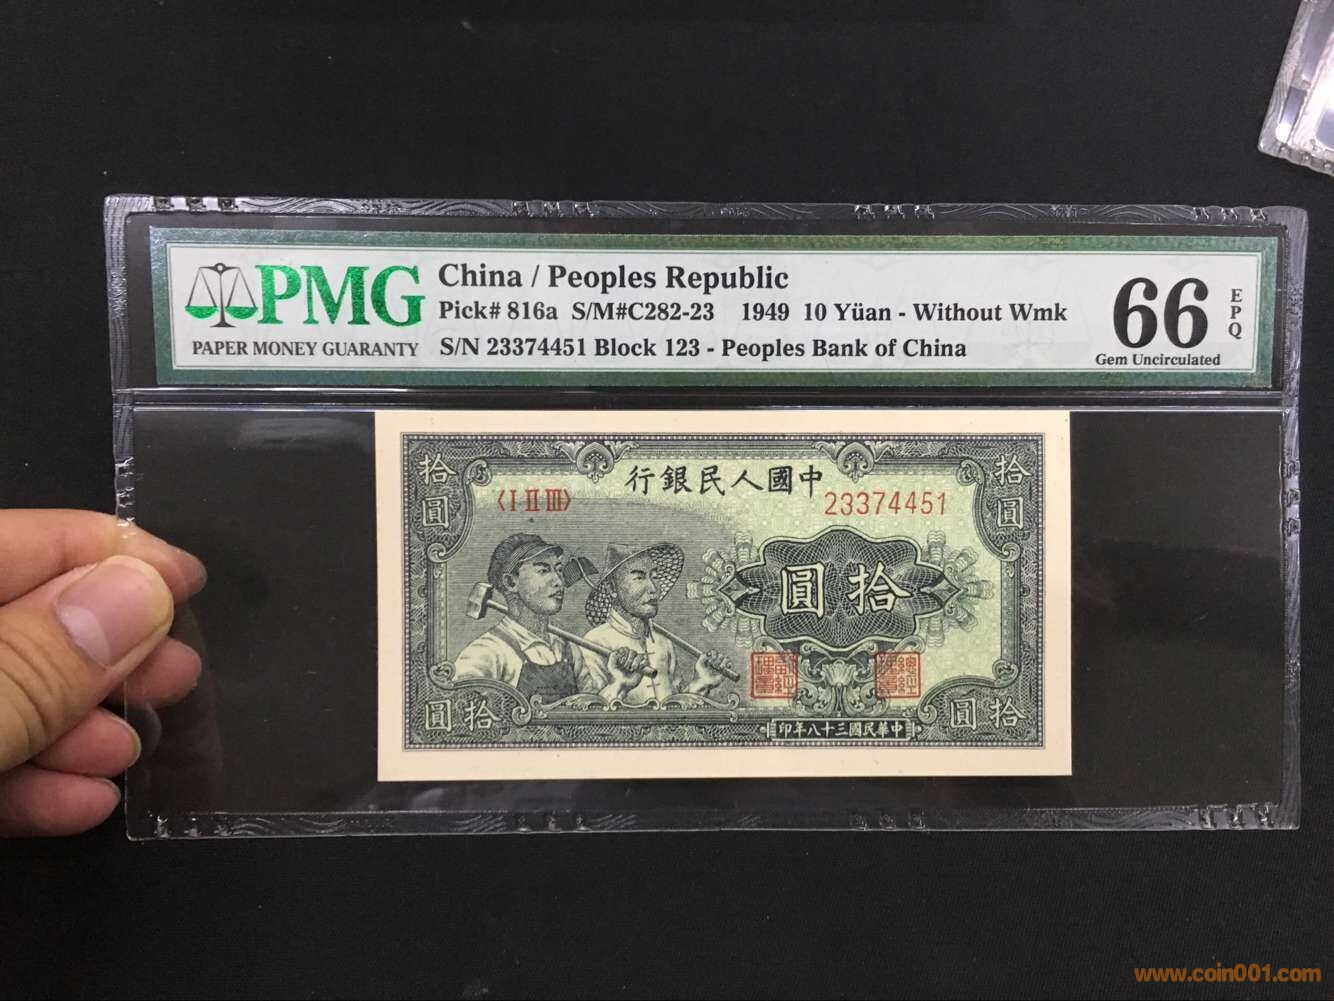 PMG
PAPER MONEY GUARANTY
China / Peoples Republic
Pick# 816a S/M#C282-23 1949 10 Yüan - Without Wmk
S/N 23374451 Block 123 - Peoples Bank of China
66
EPQ
Gem Uncirculated
行銀民人國中
〈I II III〉
23374451
拾圓
拾圓
圓拾
圓拾
圓拾
印年八十三國民華中
www.coin001.com